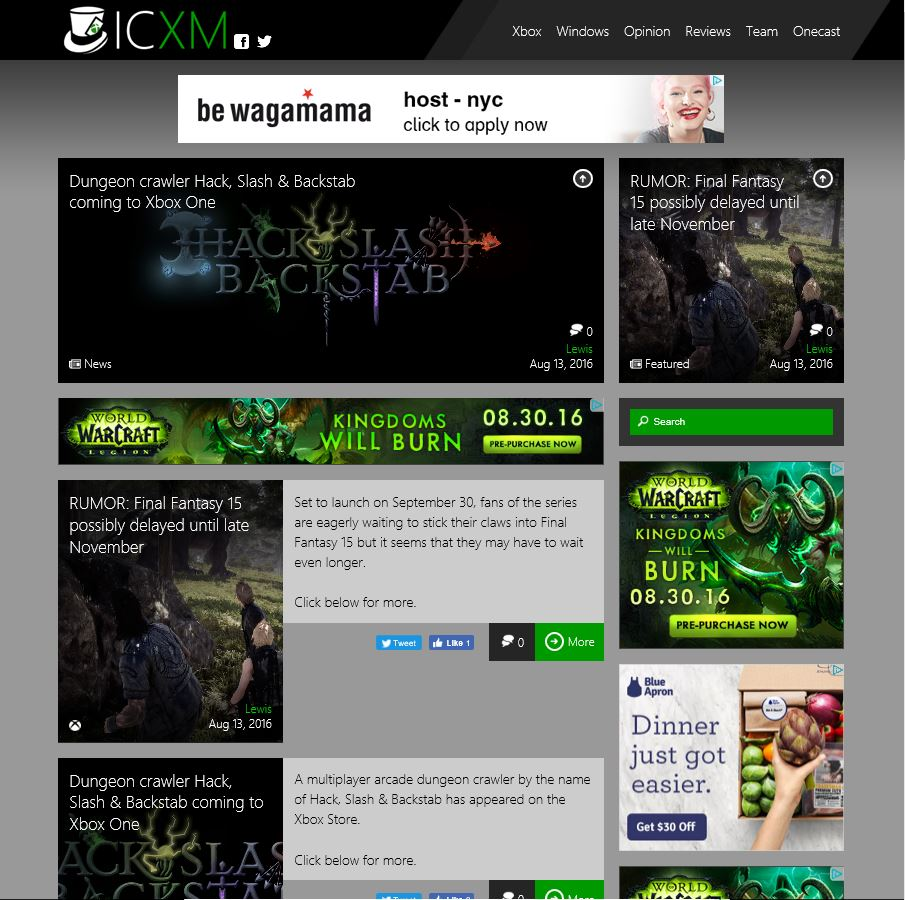 ICXM
Xbox Windows Opinion Reviews Team Onecast
be wagamama
host - nyc
click to apply now
Dungeon crawler Hack, Slash & Backstab
coming to Xbox One
HACK SLASH
BACKSTAB
0
Lewis
News
Aug 13, 2016
RUMOR: Final Fantasy
15 possibly delayed until
late November
0
Lewis
Featured
Aug 13, 2016
WORLD
WARCRAFT
LEGION
KINGDOMS
WILL BURN
08.30.16
PRE-PURCHASE NOW
Search
RUMOR: Final Fantasy 15
possibly delayed until late
November
Lewis
Aug 13, 2016
Set to launch on September 30, fans of the series
are eagerly waiting to stick their claws into Final
Fantasy 15 but it seems that they may have to wait
even longer.
Click below for more.
Tweet
Like 1
0
More
WORLD
WARCRAFT
LEGION
KINGDOMS
WILL
BURN
08.30.16
PRE-PURCHASE NOW
Blue
Apron
Dinner
just got
easier.
Get $30 Off
Dungeon crawler Hack,
Slash & Backstab coming to
Xbox One
A multiplayer arcade dungeon crawler by the name
of Hack, Slash & Backstab has appeared on the
Xbox Store.
Click below for more.
Tweet
Like 0
0
More
WORLD